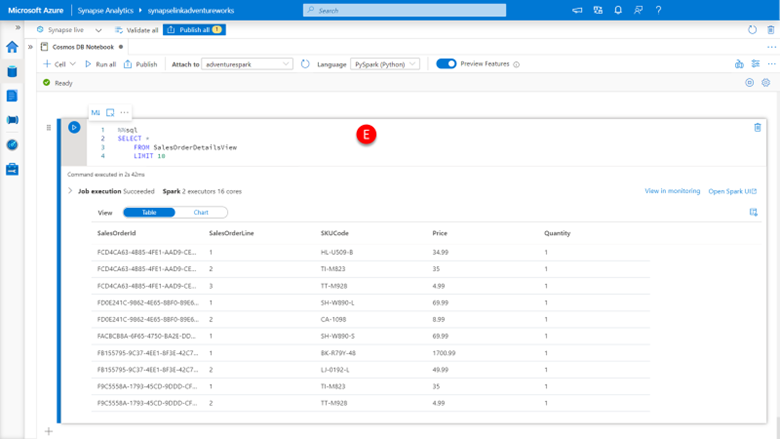 Microsoft Azure Synapse Analytics synapselinkadventureworks Search
Synapse live Validate all Publish all 1
Cosmos DB Notebook
Cell Run all Publish Attach to adventurespark Language PySpark (Python) Preview Features
Ready
M↓ ...
1 %%sql
2 SELECT *
3 FROM SalesOrderDetailsView
4 LIMIT 10
E
Command executed in 2s 42ms
Job execution Succeeded Spark 2 executors 16 cores View in monitoring Open Spark UI
View Table Chart
SalesOrderId SalesOrderLine SKUCode Price Quantity
FCD4CA63-4B85-4FE1-AAD9-CE... 1 HL-U509-B 34.99 1
FCD4CA63-4B85-4FE1-AAD9-CE... 2 TI-M823 35 1
FCD4CA63-4B85-4FE1-AAD9-CE... 3 TT-M928 4.99 1
FD0E241C-9862-4E65-8BF0-89E6... 1 SH-W890-L 69.99 1
FD0E241C-9862-4E65-8BF0-89E6... 2 CA-1098 8.99 1
FACBCB8A-6F65-4750-BA2E-DD... 1 SH-W890-S 69.99 1
FB155795-9C37-4EE1-8F3E-42C7... 1 BK-R79Y-48 1700.99 1
FB155795-9C37-4EE1-8F3E-42C7... 2 LJ-0192-L 49.99 1
F9C5558A-1793-45CD-9DDD-CF... 1 TI-M823 35 1
F9C5558A-1793-45CD-9DDD-CF... 2 TT-M928 4.99 1